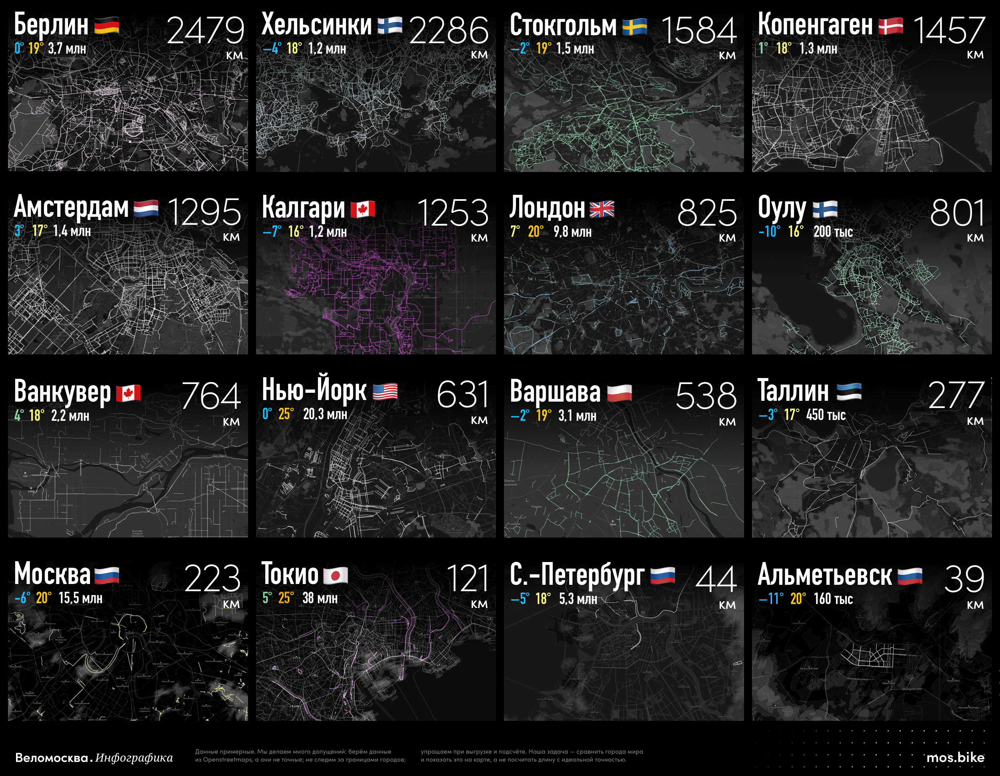 Берлин 2479
0° 19° 3,7 млн
км
Хельсинки 2286
–4° 18° 1,2 млн
км
Стокгольм 1584
–2° 19° 1,5 млн
км
Копенгаген 1457
1° 18° 1,3 млн
км
Амстердам 1295
3° 17° 1,4 млн
км
Калгари 1253
–7° 16° 1,2 млн
км
Лондон 825
7° 20° 9,8 млн
км
Оулу 801
-10° 16° 200 тыс
км
Ванкувер 764
4° 18° 2,2 млн
км
Нью-Йорк 631
0° 25° 20,3 млн
км
Варшава 538
–2° 19° 3,1 млн
км
Piastów
Pruszków
Таллин 277
–3° 17° 450 тыс
км
Москва 223
-6° 20° 15,5 млн
км
Токио 121
5° 25° 38 млн
км
С.-Петербург 44
–5° 18° 5,3 млн
км
Альметьевск 39
–11° 20° 160 тыс
км
Веломосква. Инфографика
Данные примерные. Мы делаем много допущений: берём данные
из Openstreetmaps, а они не точные; не следим за границами городов;
упрощаем при выгрузке и подсчёте. Наша задача — сравнить города мира
и показать это на карте, а не посчитать длину с идеальной точностью.
mos.bike